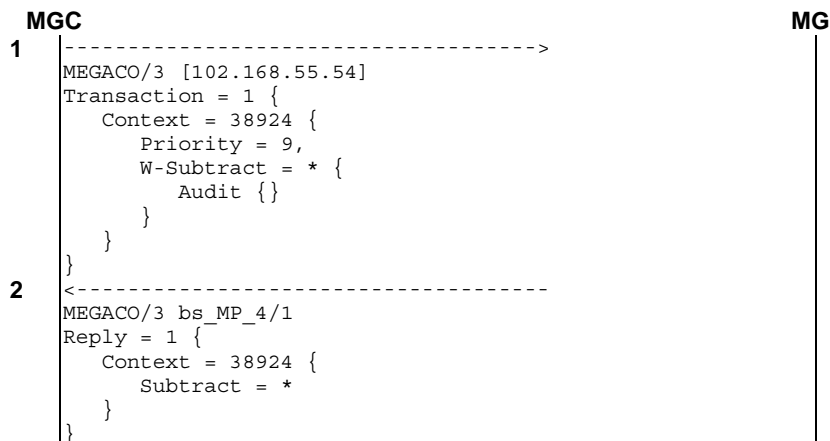 MGC MG
1 ------------------------------------->
MEGACO/3 [102.168.55.54]
Transaction = 1 {
Context = 38924 {
Priority = 9,
W-Subtract = * {
Audit {}
}
}
}
2 <-------------------------------------
MEGACO/3 bs_MP_4/1
Reply = 1 {
Context = 38924 {
Subtract = *
}
}